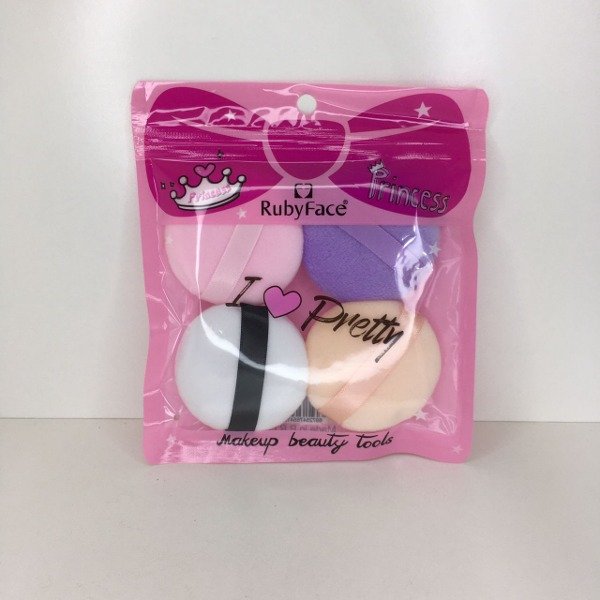 Princess
Princess
RubyFace®
I Pretty
Makeup beauty Tools